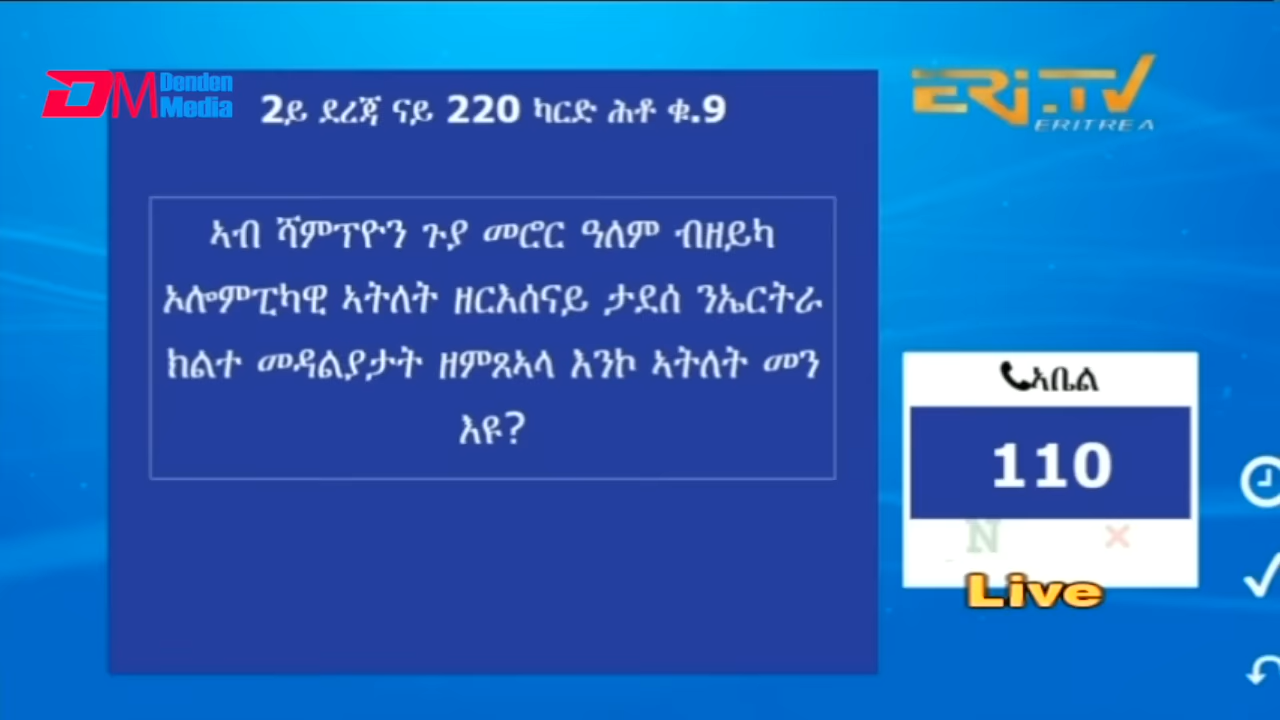 DM Denden Media
ERi.TV
ERITREA
2ይ ደረጃ ናይ 220 ካርድ ሕቶ ቁ.9
ኣብ ሻምፕዮን ጉያ መሮር ዓለም ብዘይካ
ኦሎምፒካዊ ኣትለት ዘርእሰናይ ታደሰ ንኤርትራ
ክልተ መዳልያታት ዘምጸኣላ እንኮ ኣትለት መን
እዩ?
ኣቤል
110
N ×
Live